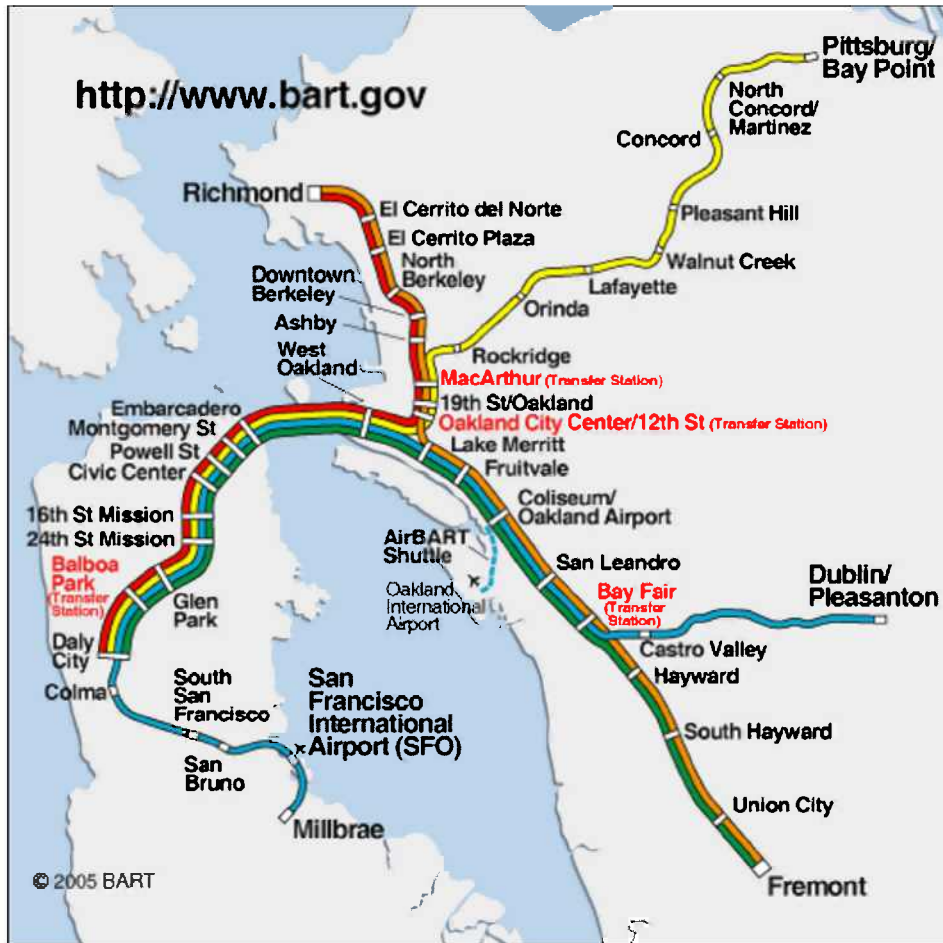 http://www.bart.gov
Pittsburg/
Bay Point
North
Concord/
Martinez
Concord
Richmond
El Cerrito del Norte
Pleasant Hill
El Cerrito Plaza
North
Berkeley
Walnut Creek
Downtown
Berkeley
Lafayette
Orinda
Ashby
West
Oakland
Rockridge
MacArthur (Transfer Station)
19th St/Oakland
Oakland City Center/12th St (Transfer Station)
Embarcadero
Montgomery St
Powell St
Civic Center
Lake Merritt
Fruitvale
Coliseum/
Oakland Airport
16th St Mission
24th St Mission
AirBART
Shuttle
Balboa
Park
(Transfer
Station)
San Leandro
Glen
Park
Oakland
International
Airport
Bay Fair
(Transfer
Station)
Dublin/
Pleasanton
Daly
City
Castro Valley
Colma
South
San
Francisco
San
Francisco
International
Airport (SFO)
Hayward
South Hayward
San
Bruno
Union City
Millbrae
© 2005 BART
Fremont